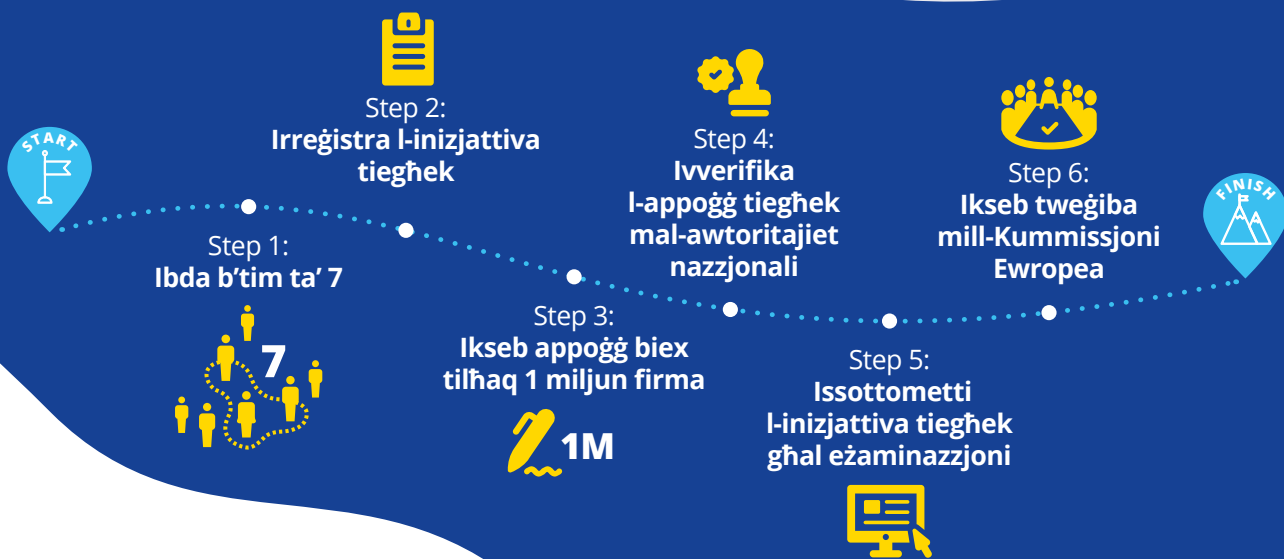 START
Step 1:
Ibda b'tim ta' 7
7
Step 2:
Irreġistra l-inizjattiva
tiegħek
Step 3:
Ikseb appoġġ biex
tilħaq 1 miljun firma
1M
Step 4:
Ivverifika
l-appoġġ tiegħek
mal-awtoritajiet
nazzjonali
Step 5:
Issottometti
l-inizjattiva tiegħek
għal eżaminazzjoni
Step 6:
Ikseb tweġiba
mill-Kummissjoni
Ewropea
FINISH